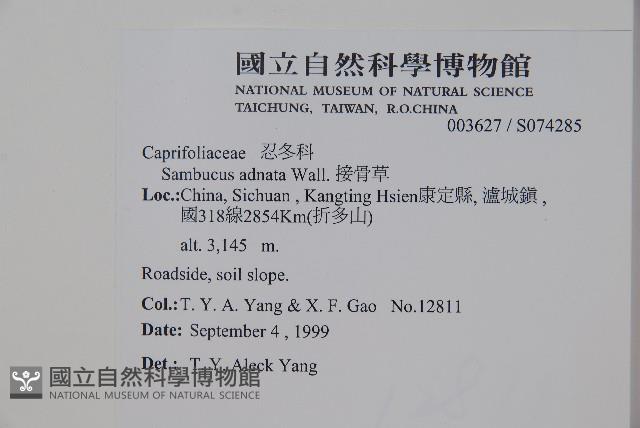 國立自然科學博物館
NATIONAL MUSEUM OF NATURAL SCIENCE
TAICHUNG, TAIWAN, R.O.CHINA
003627 / S074285
Caprifoliaceae 忍冬科
Sambucus adnata Wall. 接骨草
Loc.:China, Sichuan , Kangting Hsien康定縣, 瀘城鎮 ,
國318線2854Km(折多山)
alt. 3,145 m.
Roadside, soil slope.
Col.:T. Y. A. Yang & X. F. Gao No.12811
Date: September 4 , 1999
Det.: T. Y. Aleck Yang
國立自然科學博物館
NATIONAL MUSEUM OF NATURAL SCIENCE